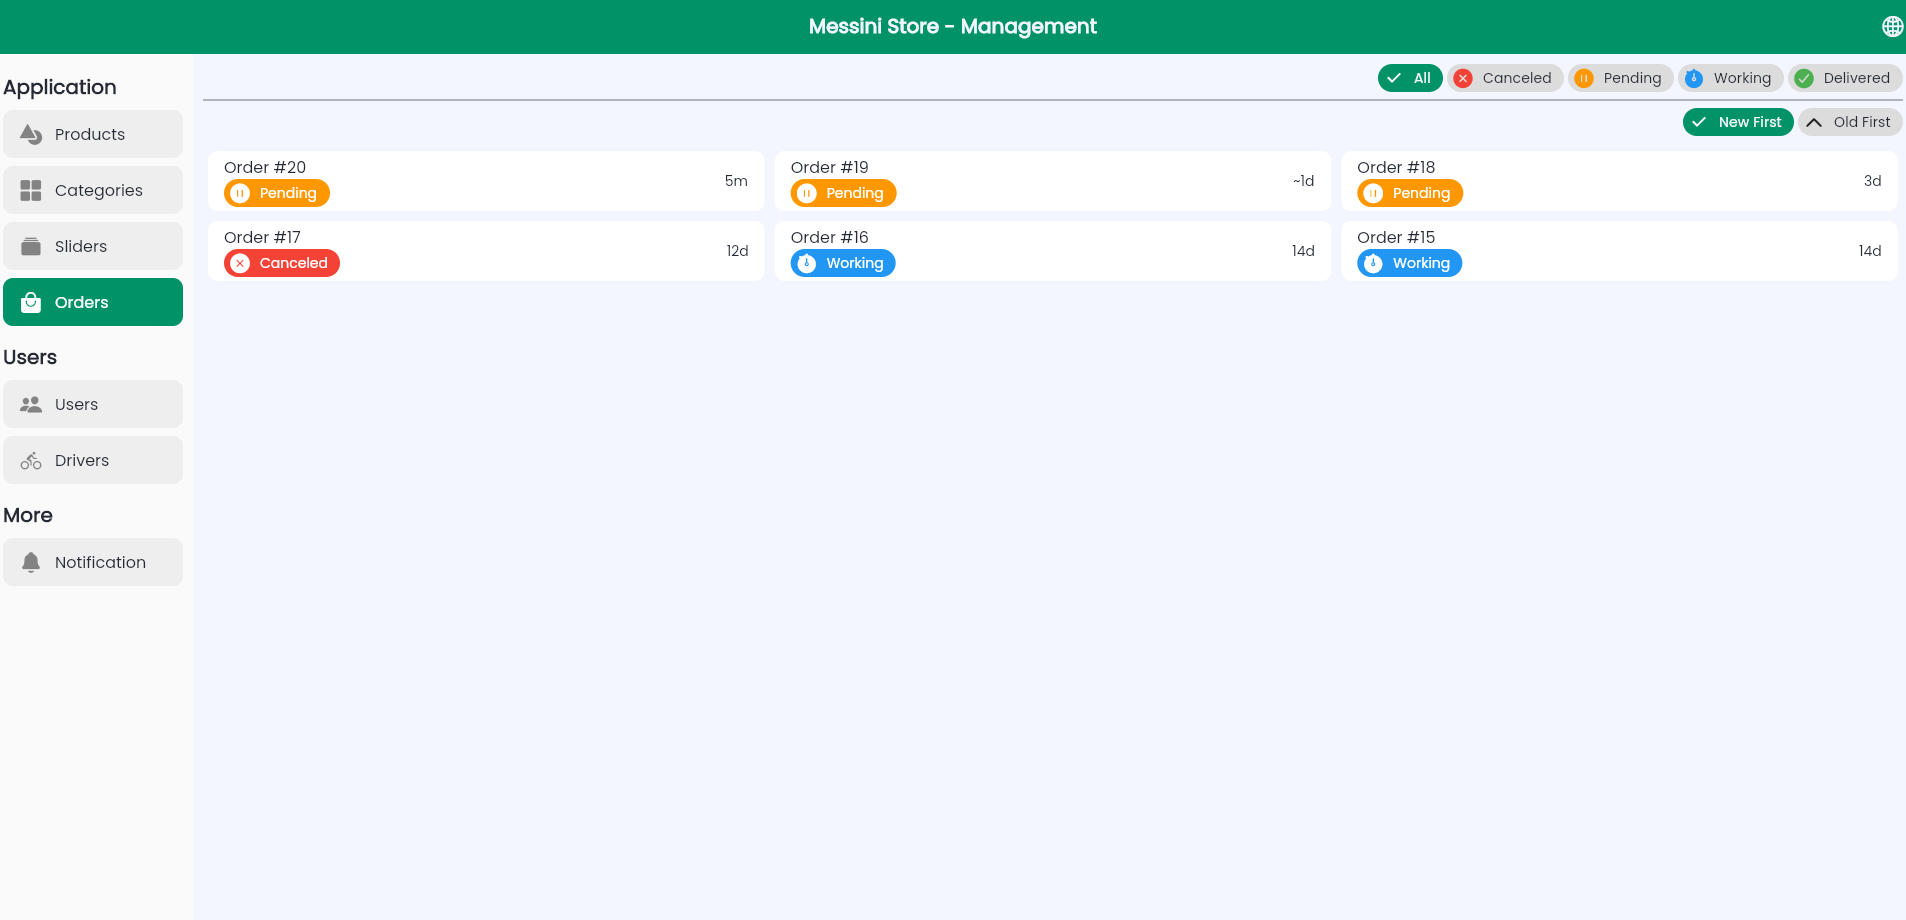 Messini Store - Management
Application
Products
Categories
Sliders
Orders
Users
Users
Drivers
More
Notification
All Canceled Pending Working Delivered
New First Old First
Order #20
Pending
5m
Order #19
Pending
~1d
Order #18
Pending
3d
Order #17
Canceled
12d
Order #16
Working
14d
Order #15
Working
14d